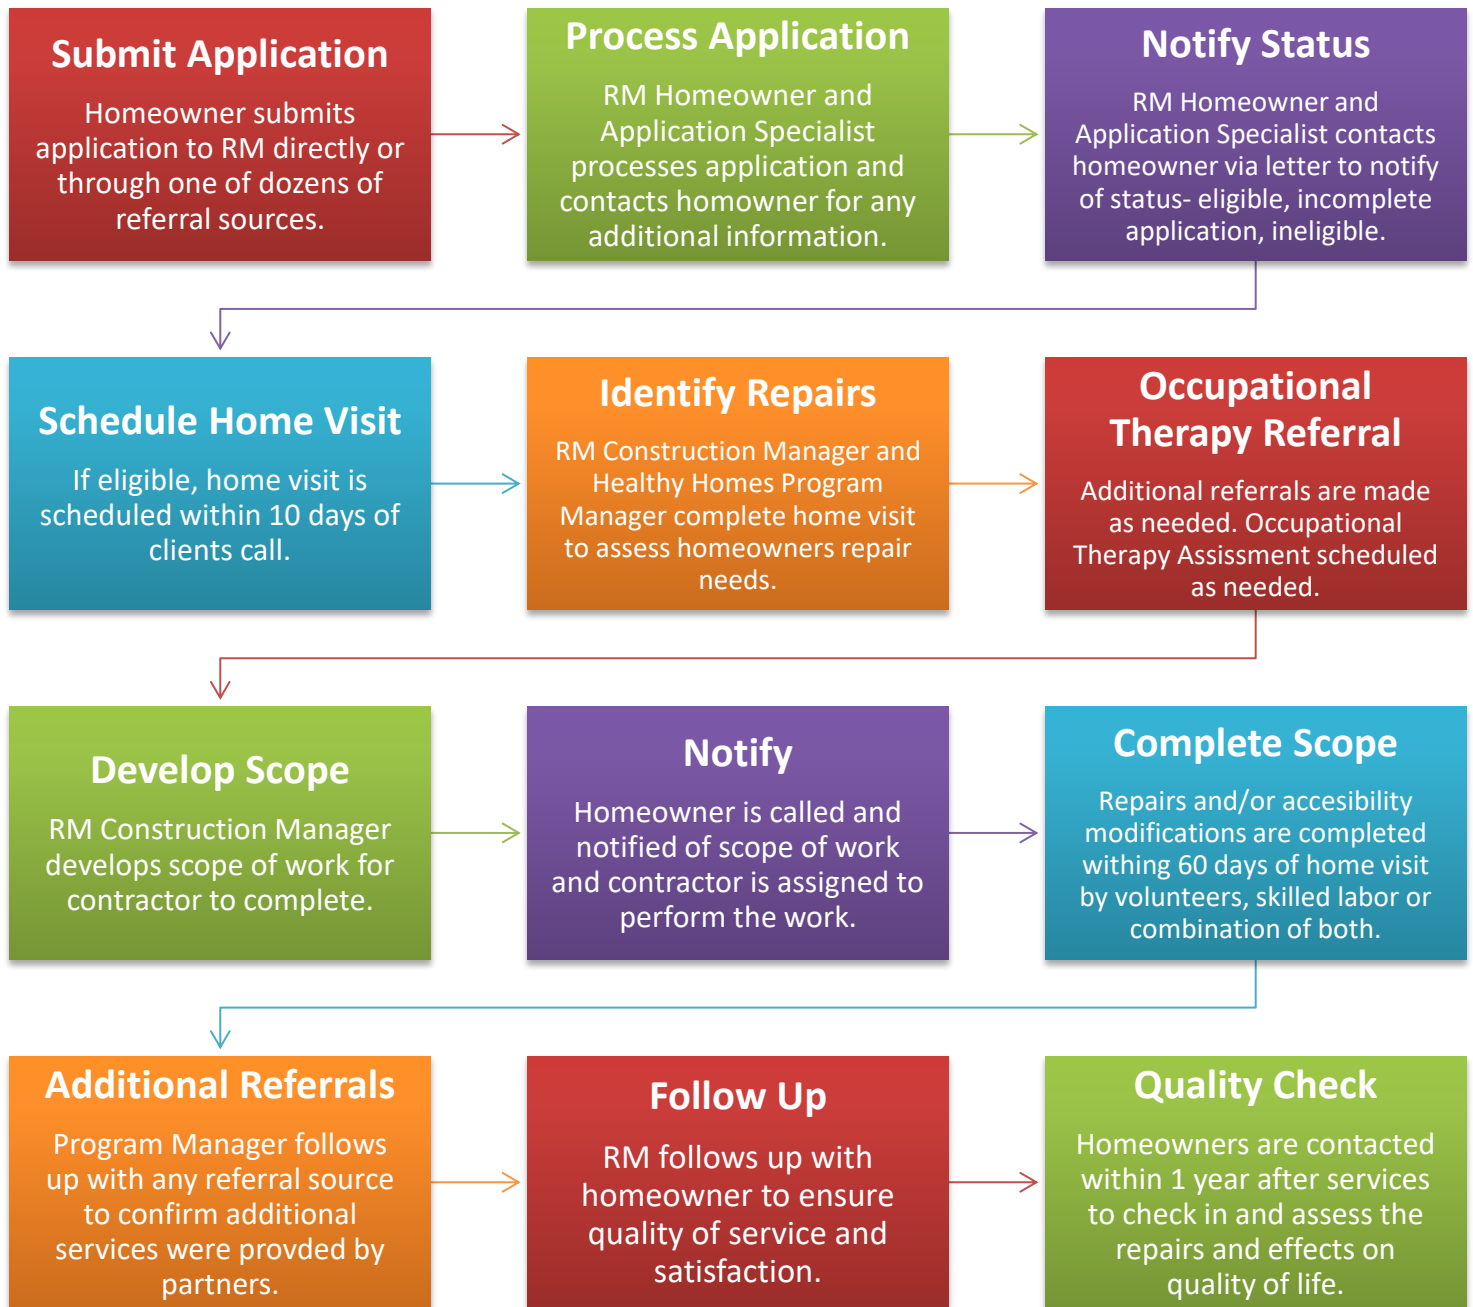 Submit Application
Homeowner submits
application to RM directly or
through one of dozens of
referral sources.
Process Application
RM Homeowner and
Application Specialist
processes application and
contacts homowner for any
additional information.
Notify Status
RM Homeowner and
Application Specialist contacts
homeowner via letter to notify
of status- eligible, incomplete
application, ineligible.
Schedule Home Visit
If eligible, home visit is
scheduled within 10 days of
clients call.
Identify Repairs
RM Construction Manager and
Healthy Homes Program
Manager complete home visit
to assess homeowners repair
needs.
Occupational
Therapy Referral
Additional referrals are made
as needed. Occupational
Therapy Assissment scheduled
as needed.
Develop Scope
RM Construction Manager
develops scope of work for
contractor to complete.
Notify
Homeowner is called and
notified of scope of work
and contractor is assigned to
perform the work.
Complete Scope
Repairs and/or accesibility
modifications are completed
withing 60 days of home visit
by volunteers, skilled labor or
combination of both.
Additional Referrals
Program Manager follows
up with any referral source
to confirm additional
services were provded by
partners.
Follow Up
RM follows up with
homeowner to ensure
quality of service and
satisfaction.
Quality Check
Homeowners are contacted
within 1 year after services
to check in and assess the
repairs and effects on
quality of life.